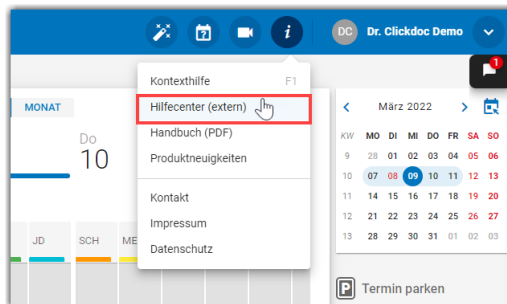 DC Dr. Clickdoc Demo
1
Kontexthilfe F1
Hilfecenter (extern)
Handbuch (PDF)
Produktneuigkeiten
Kontakt
Impressum
Datenschutz
MONAT
Do
10
JD SCH ME
März 2022
KW MO DI MI DO FR SA SO
9 28 01 02 03 04 05 06
10 07 08 09 10 11 12 13
11 14 15 16 17 18 19 20
12 21 22 23 24 25 26 27
13 28 29 30 31 01 02 03
P Termin parken